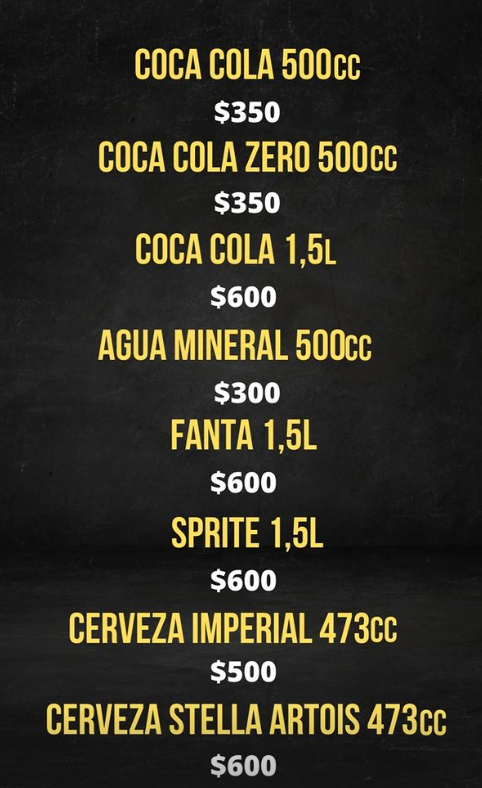 COCA COLA 500cc
$350
COCA COLA ZERO 500cc
$350
COCA COLA 1,5L
$600
AGUA MINERAL 500cc
$300
FANTA 1,5L
$600
SPRITE 1,5L
$600
CERVEZA IMPERIAL 473cc
$500
CERVEZA STELLA ARTOIS 473cc
$600